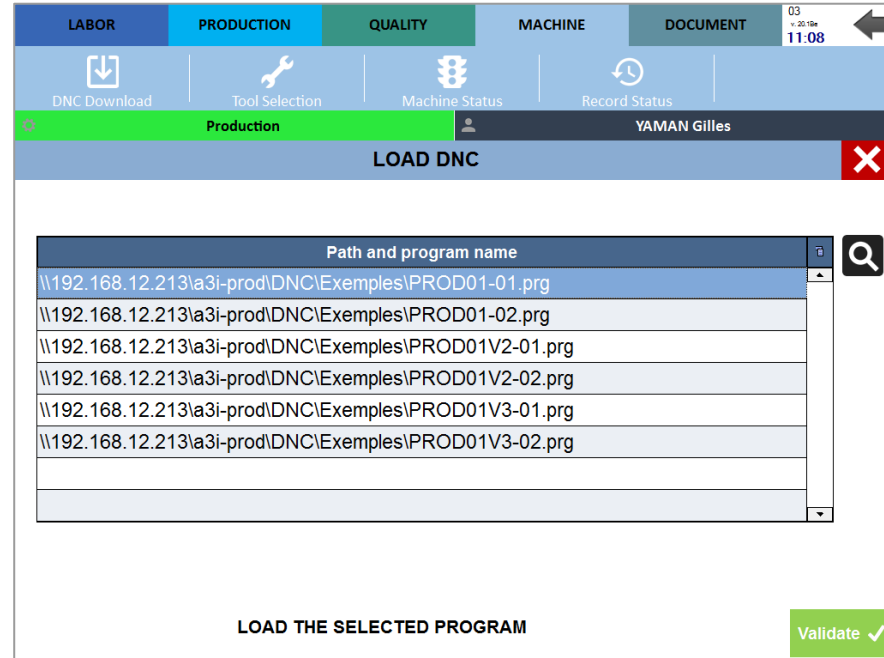 LABOR PRODUCTION QUALITY MACHINE DOCUMENT 03
v. 20.19e
11:08
DNC Download Tool Selection Machine Status Record Status
Production YAMAN Gilles
LOAD DNC
Path and program name
\\192.168.12.213\a3i-prod\DNC\Exemples\PROD01-01.prg
\\192.168.12.213\a3i-prod\DNC\Exemples\PROD01-02.prg
\\192.168.12.213\a3i-prod\DNC\Exemples\PROD01V2-01.prg
\\192.168.12.213\a3i-prod\DNC\Exemples\PROD01V2-02.prg
\\192.168.12.213\a3i-prod\DNC\Exemples\PROD01V3-01.prg
\\192.168.12.213\a3i-prod\DNC\Exemples\PROD01V3-02.prg
LOAD THE SELECTED PROGRAM
Validate